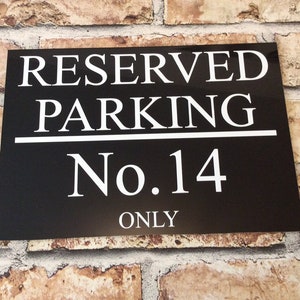 RESERVED
PARKING
No.14
ONLY